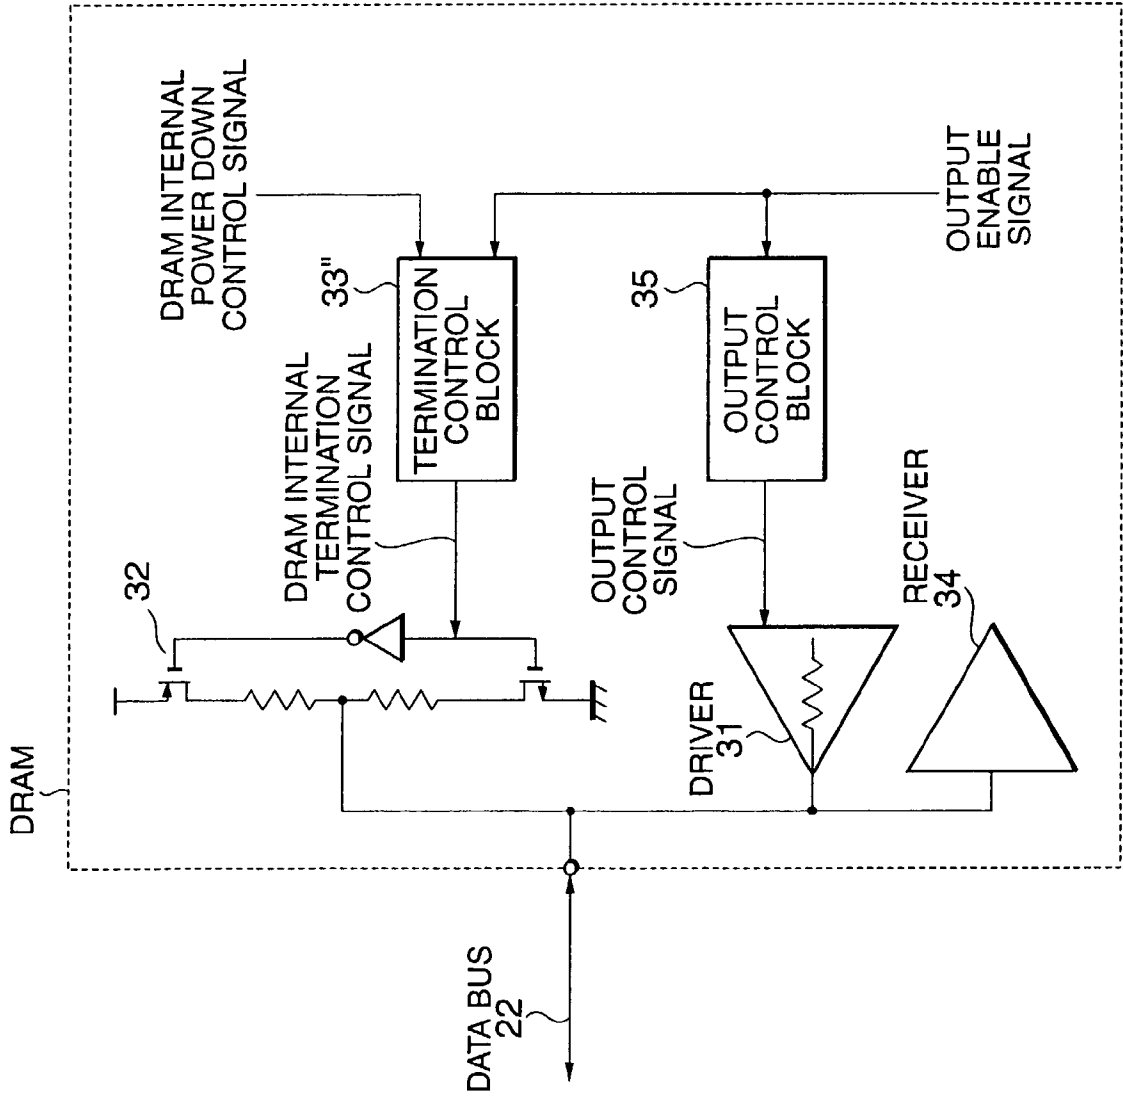 DRAM
DRAM INTERNAL
POWER DOWN
CONTROL SIGNAL
32
DRAM INTERNAL
TERMINATION
CONTROL SIGNAL
33"
TERMINATION
CONTROL
BLOCK
DATA BUS
22
OUTPUT
CONTROL
SIGNAL
35
OUTPUT
CONTROL
BLOCK
DRIVER
31
RECEIVER
34
OUTPUT
ENABLE
SIGNAL